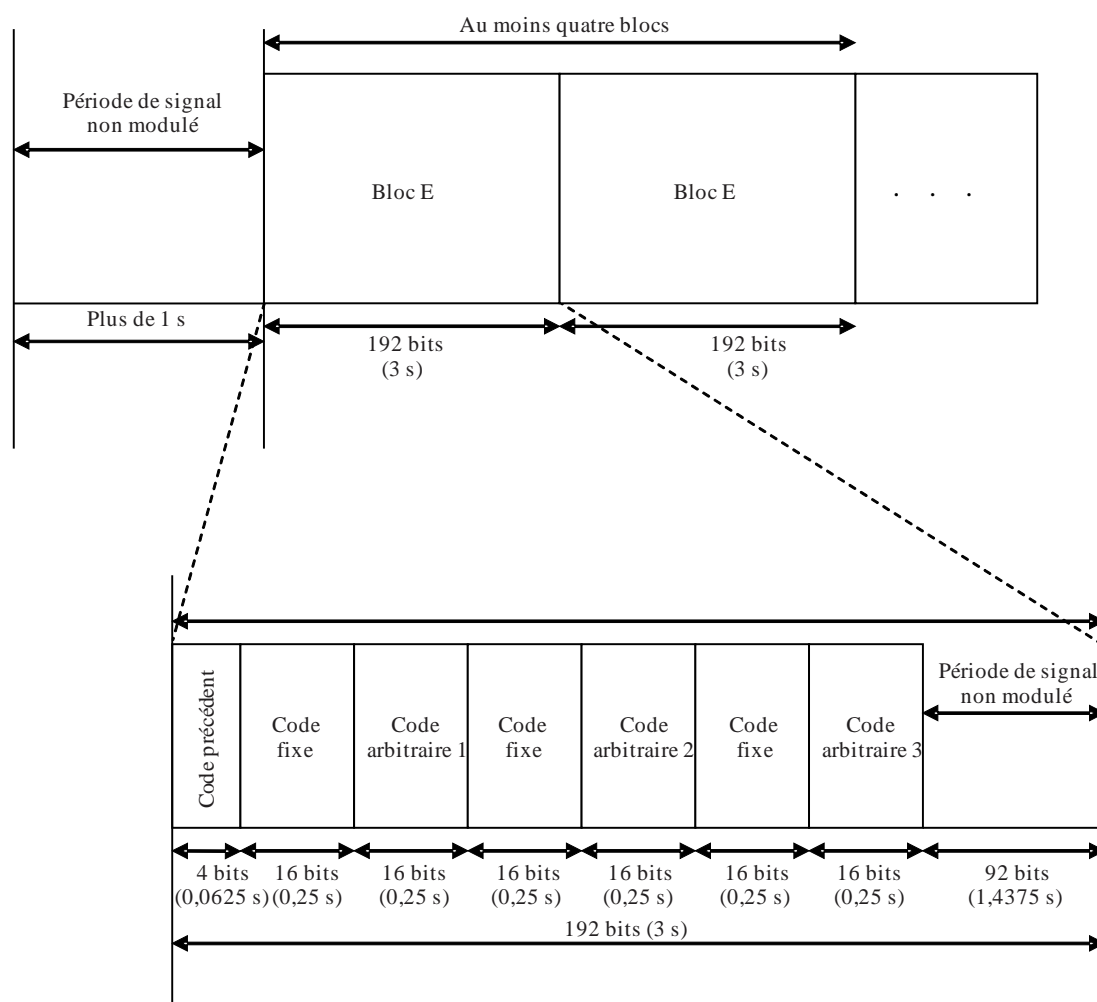 Au moins quatre blocs
Période de signal
non modulé
Bloc E
Bloc E
. . .
Plus de 1 s
192 bits
(3 s)
192 bits
(3 s)
Période de signal
non modulé
Code précédent
Code
fixe
Code
arbitraire 1
Code
fixe
Code
arbitraire 2
Code
fixe
Code
arbitraire 3
4 bits
(0,0625 s)
16 bits
(0,25 s)
16 bits
(0,25 s)
16 bits
(0,25 s)
16 bits
(0,25 s)
16 bits
(0,25 s)
16 bits
(0,25 s)
92 bits
(1,4375 s)
192 bits (3 s)